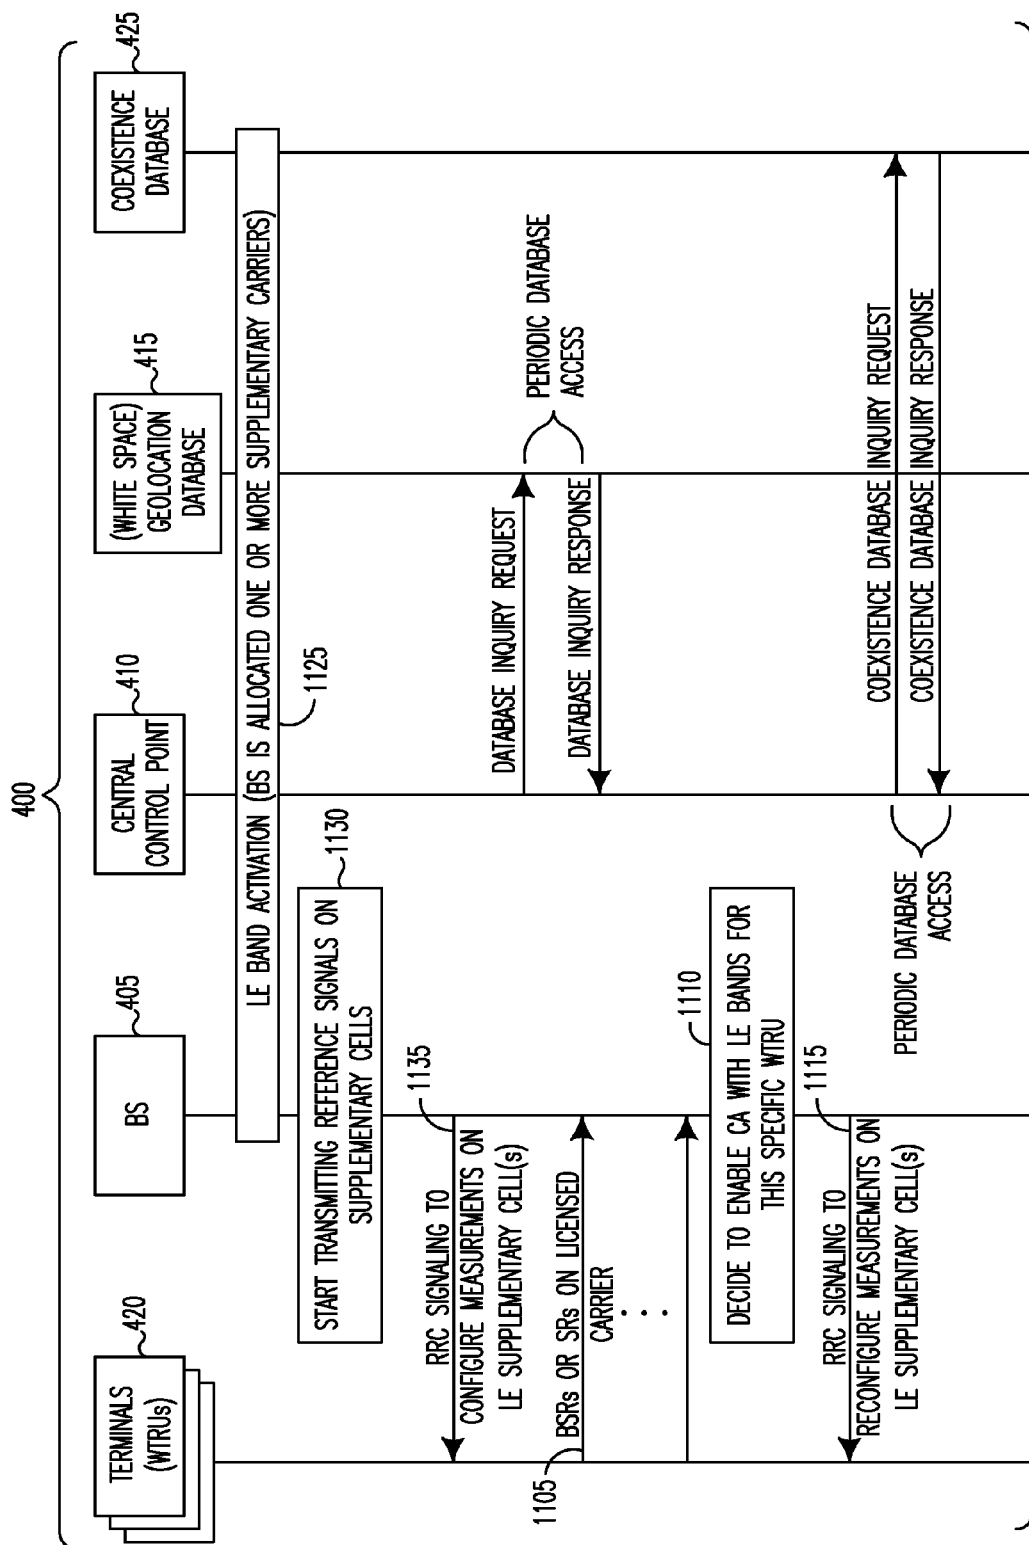 400
TERMINALS
(WTRUs)
420
BS
405
CENTRAL
CONTROL POINT
410
(WHITE SPACE)
GEOLOCATION
DATABASE
415
COEXISTENCE
DATABASE
425
LE BAND ACTIVATION (BS IS ALLOCATED ONE OR MORE SUPPLEMENTARY CARRIERS)
1125
START TRANSMITTING REFERENCE SIGNALS ON
SUPPLEMENTARY CELLS
1130
RRC SIGNALING TO
CONFIGURE MEASUREMENTS ON
LE SUPPLEMENTARY CELL(s)
1135
DATABASE INQUIRY REQUEST
PERIODIC DATABASE
ACCESS
DATABASE INQUIRY RESPONSE
1105
BSRs OR SRs ON LICENSED
CARRIER
. . .
DECIDE TO ENABLE CA WITH LE BANDS FOR
THIS SPECIFIC WTRU
1110
RRC SIGNALING TO
RECONFIGURE MEASUREMENTS ON
LE SUPPLEMENTARY CELL(s)
1115
COEXISTENCE DATABASE INQUIRY REQUEST
COEXISTENCE DATABASE INQUIRY RESPONSE
PERIODIC DATABASE
ACCESS